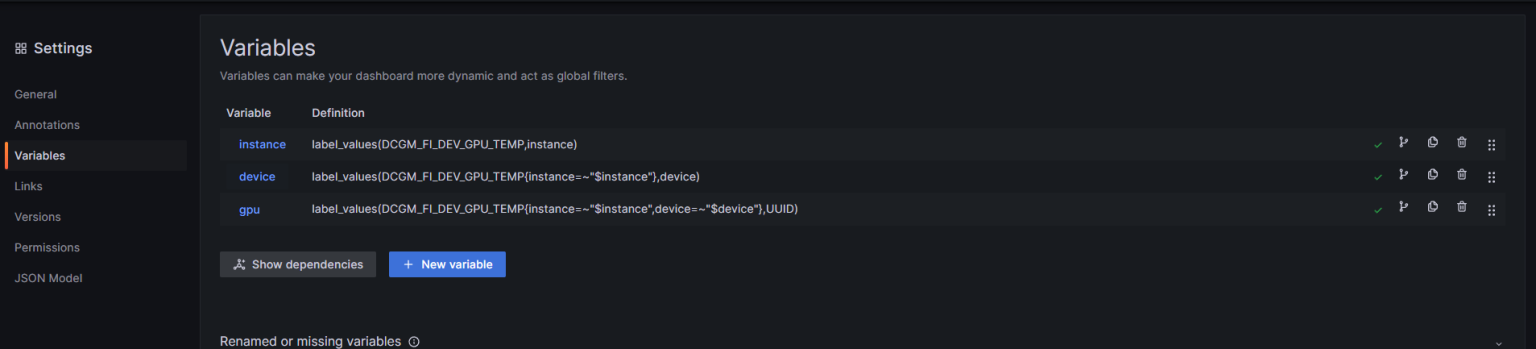 Settings
General
Annotations
Variables
Links
Versions
Permissions
JSON Model
Variables
Variables can make your dashboard more dynamic and act as global filters.
Variable Definition
instance label_values(DCGM_FI_DEV_GPU_TEMP,instance)
device label_values(DCGM_FI_DEV_GPU_TEMP{instance=~"$instance"},device)
gpu label_values(DCGM_FI_DEV_GPU_TEMP{instance=~"$instance",device=~"$device"},UUID)
Show dependencies + New variable
Renamed or missing variables